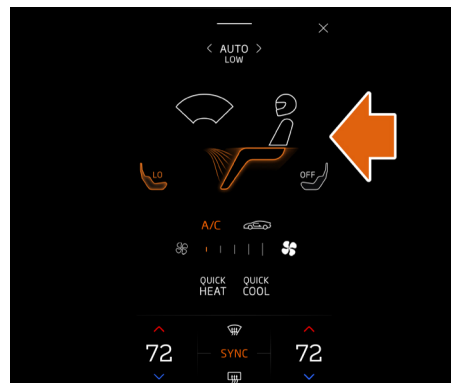 AUTO
LOW
LO
OFF
A/C
QUICK HEAT
QUICK COOL
72
SYNC
72